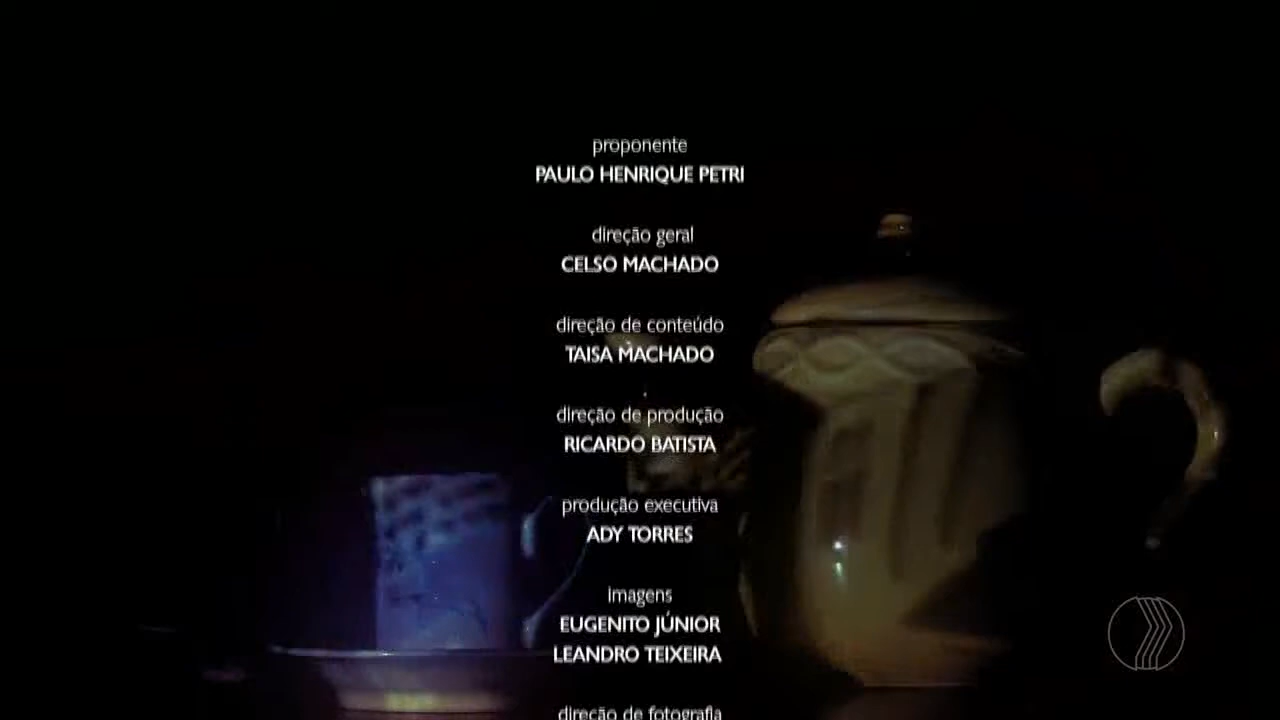 proponente
PAULO HENRIQUE PETRI
direção geral
CELSO MACHADO
direção de conteúdo
TAISA MACHADO
direção de produção
RICARDO BATISTA
produção executiva
ADY TORRES
imagens
EUGENITO JÚNIOR
LEANDRO TEIXEIRA
direção de fotografia